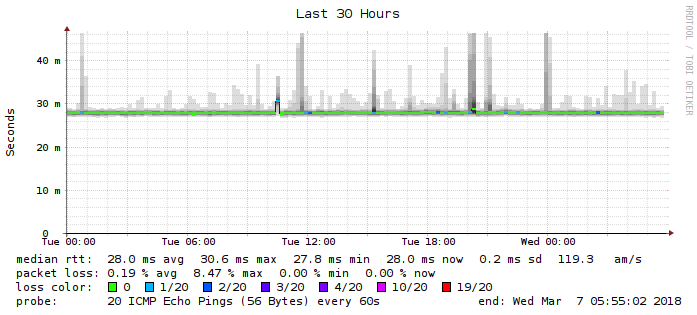 Last 30 Hours
RRDTOOL / TOBI OETIKER
Seconds
40 m
30 m
20 m
10 m
0
Tue 00:00 Tue 06:00 Tue 12:00 Tue 18:00 Wed 00:00
median rtt: 28.0 ms avg 30.6 ms max 27.8 ms min 28.0 ms now 0.2 ms sd 119.3 am/s
packet loss: 0.19 % avg 8.47 % max 0.00 % min 0.00 % now
loss color: 0 1/20 2/20 3/20 4/20 10/20 19/20
probe: 20 ICMP Echo Pings (56 Bytes) every 60s end: Wed Mar 7 05:55:02 2018